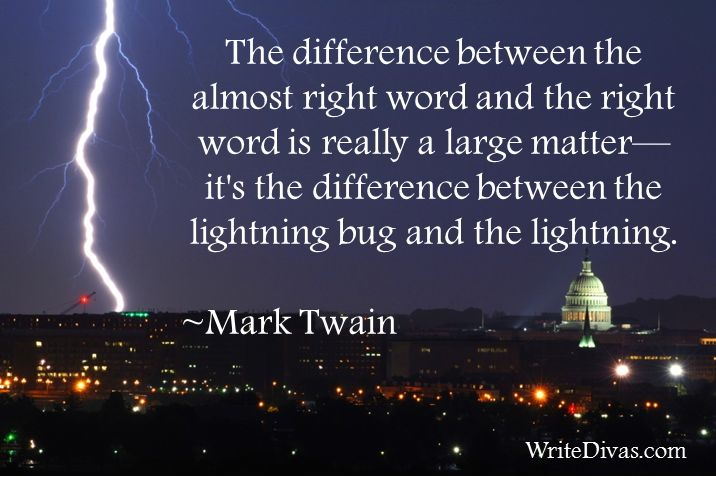 The difference between the
almost right word and the right
word is really a large matter—
it's the difference between the
lightning bug and the lightning.
~Mark Twain
WriteDivas.com